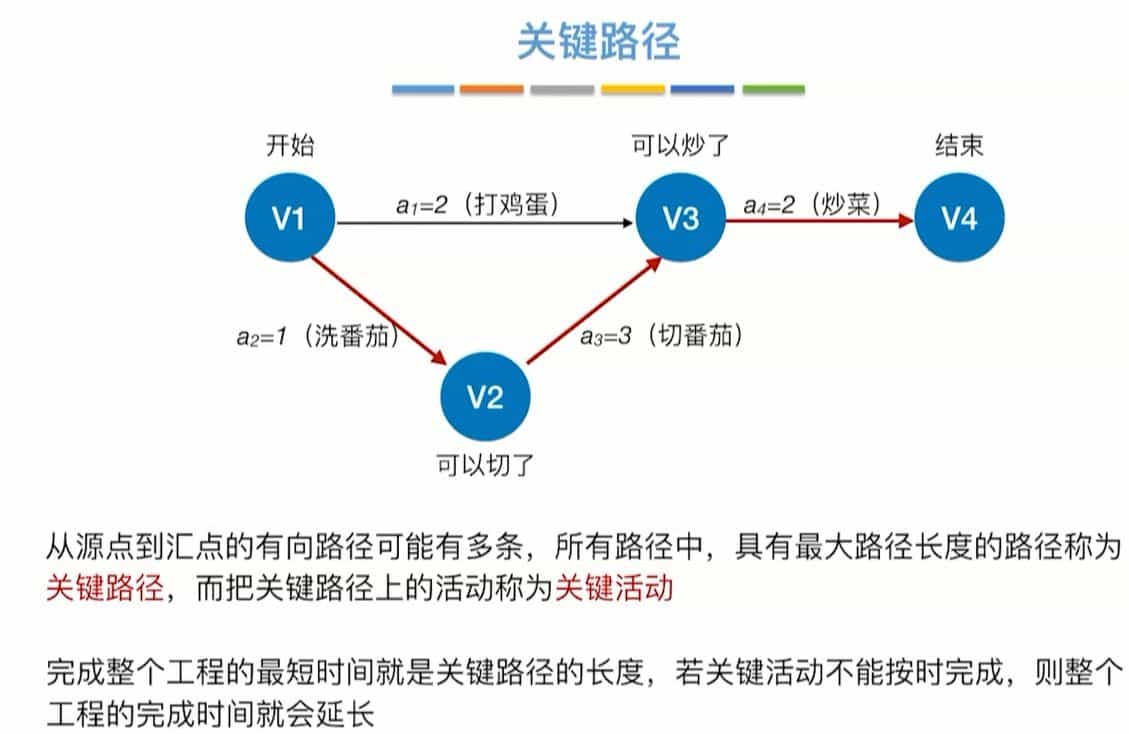 关键路径
开始
可以炒了
结束
V1
a1=2（打鸡蛋）
V3
a4=2（炒菜）
V4
a2=1（洗番茄）
a3=3（切番茄）
V2
可以切了
从源点到汇点的有向路径可能有多条，所有路径中，具有最大路径长度的路径称为
关键路径，而把关键路径上的活动称为关键活动
完成整个工程的最短时间就是关键路径的长度，若关键活动不能按时完成，则整个
工程的完成时间就会延长